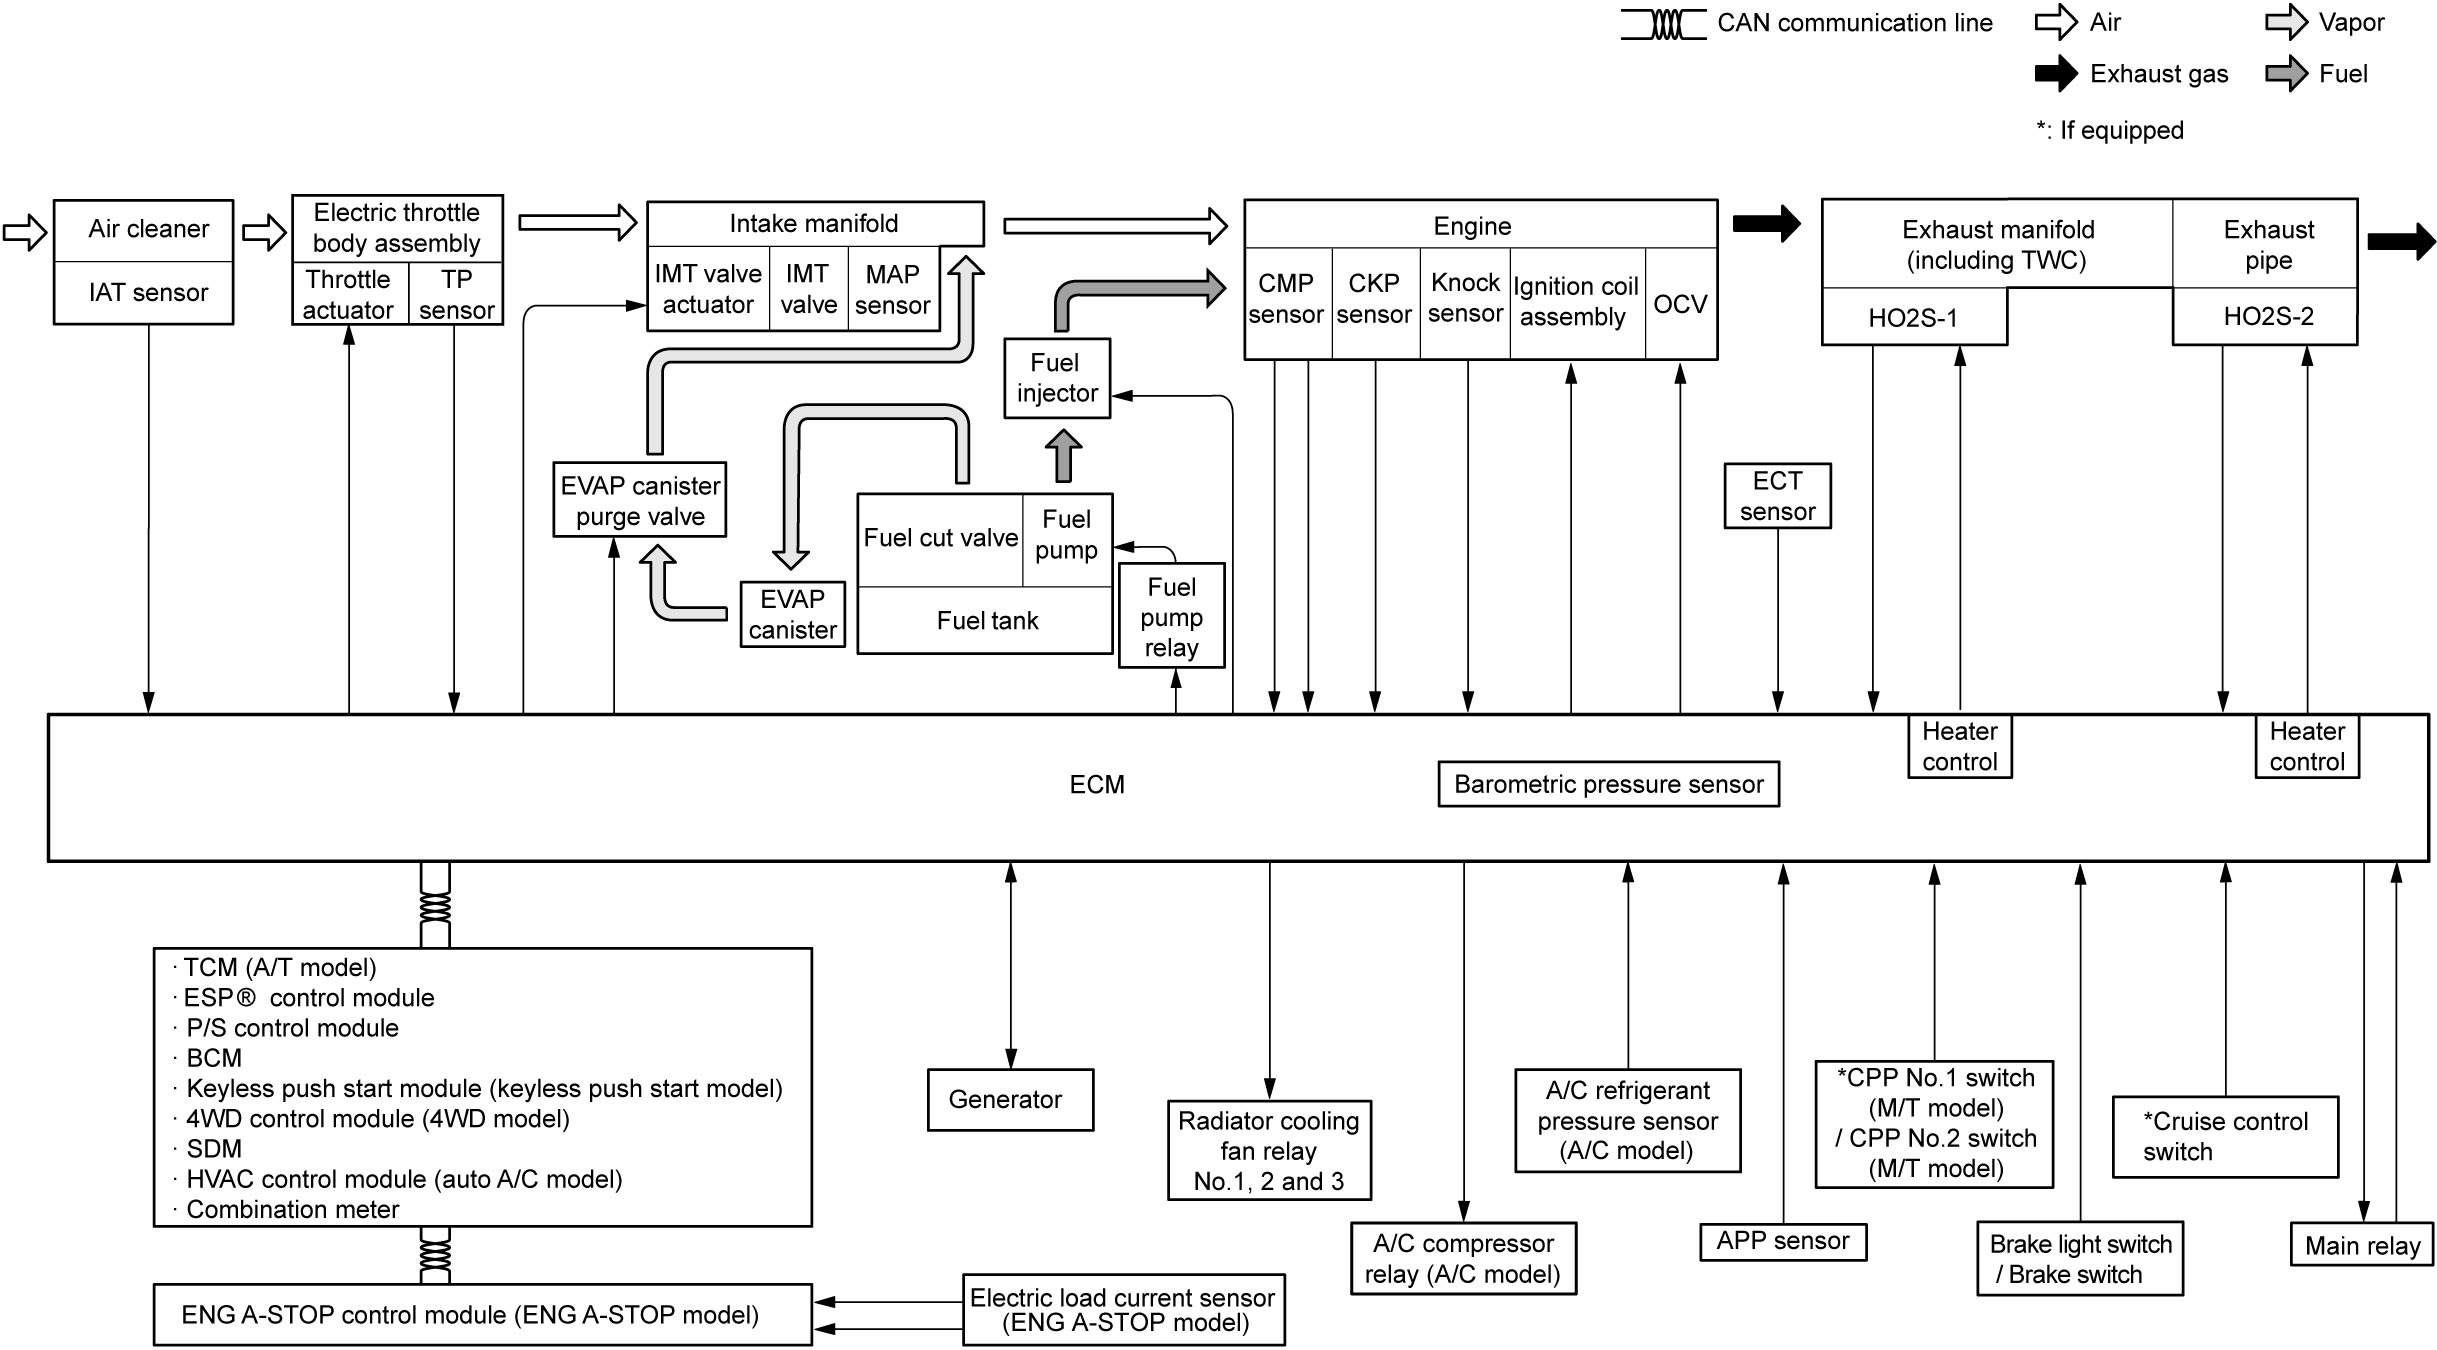 CAN communication line
Air
Vapor
Exhaust gas
Fuel
*: If equipped
Air cleaner
IAT sensor
Electric throttle
body assembly
Throttle
actuator
TP
sensor
Intake manifold
IMT valve
actuator
IMT
valve
MAP
sensor
Engine
CMP
sensor
CKP
sensor
Knock
sensor
Ignition coil
assembly
OCV
Exhaust manifold
(including TWC)
HO2S-1
Exhaust
pipe
HO2S-2
Fuel
injector
EVAP canister
purge valve
EVAP
canister
Fuel cut valve
Fuel
pump
Fuel tank
Fuel
pump
relay
ECT
sensor
ECM
Barometric pressure sensor
Heater
control
Heater
control
· TCM (A/T model)
· ESP® control module
· P/S control module
· BCM
· Keyless push start module (keyless push start model)
· 4WD control module (4WD model)
· SDM
· HVAC control module (auto A/C model)
· Combination meter
ENG A-STOP control module (ENG A-STOP model)
Electric load current sensor
(ENG A-STOP model)
Generator
Radiator cooling
fan relay
No.1, 2 and 3
A/C compressor
relay (A/C model)
A/C refrigerant
pressure sensor
(A/C model)
APP sensor
*CPP No.1 switch
(M/T model)
/ CPP No.2 switch
(M/T model)
Brake light switch
/ Brake switch
*Cruise control
switch
Main relay